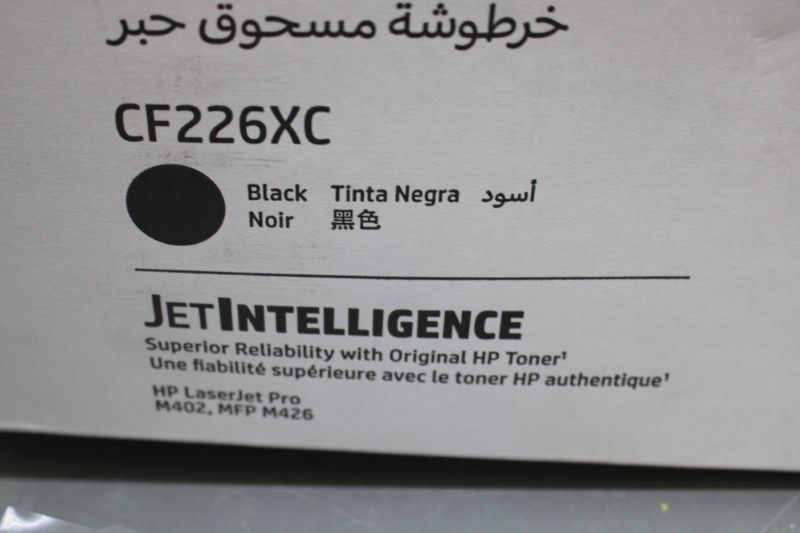 خرطوشة مسحوق حبر
CF226XC
Black Tinta Negra أسود
Noir 黑色
JETINTELLIGENCE
Superior Reliability with Original HP Toner¹
Une fiabilité supérieure avec le toner HP authentique¹
HP LaserJet Pro
M402, MFP M426